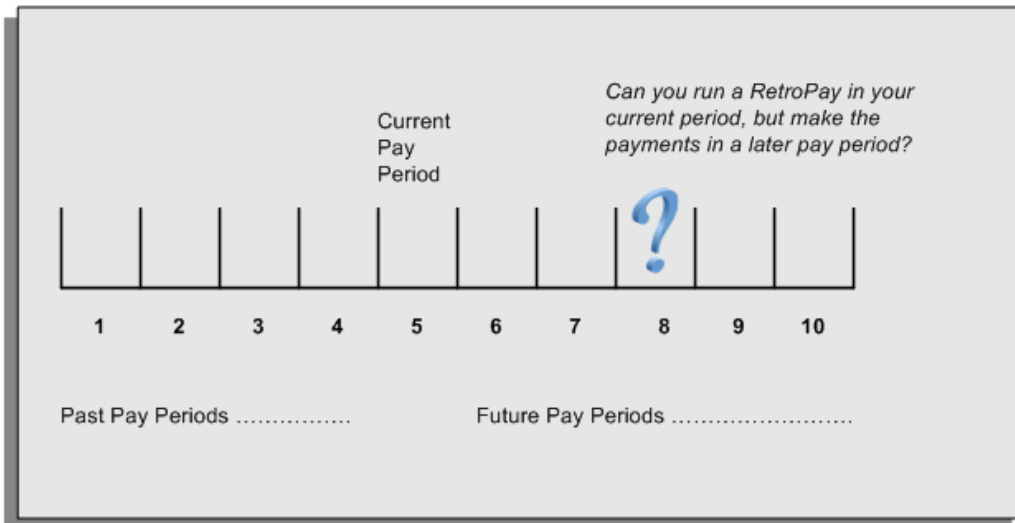 Can you run a RetroPay in your
current period, but make the
payments in a later pay period?
Current
Pay
Period
?
1 2 3 4 5 6 7 8 9 10
Past Pay Periods ................
Future Pay Periods ........................